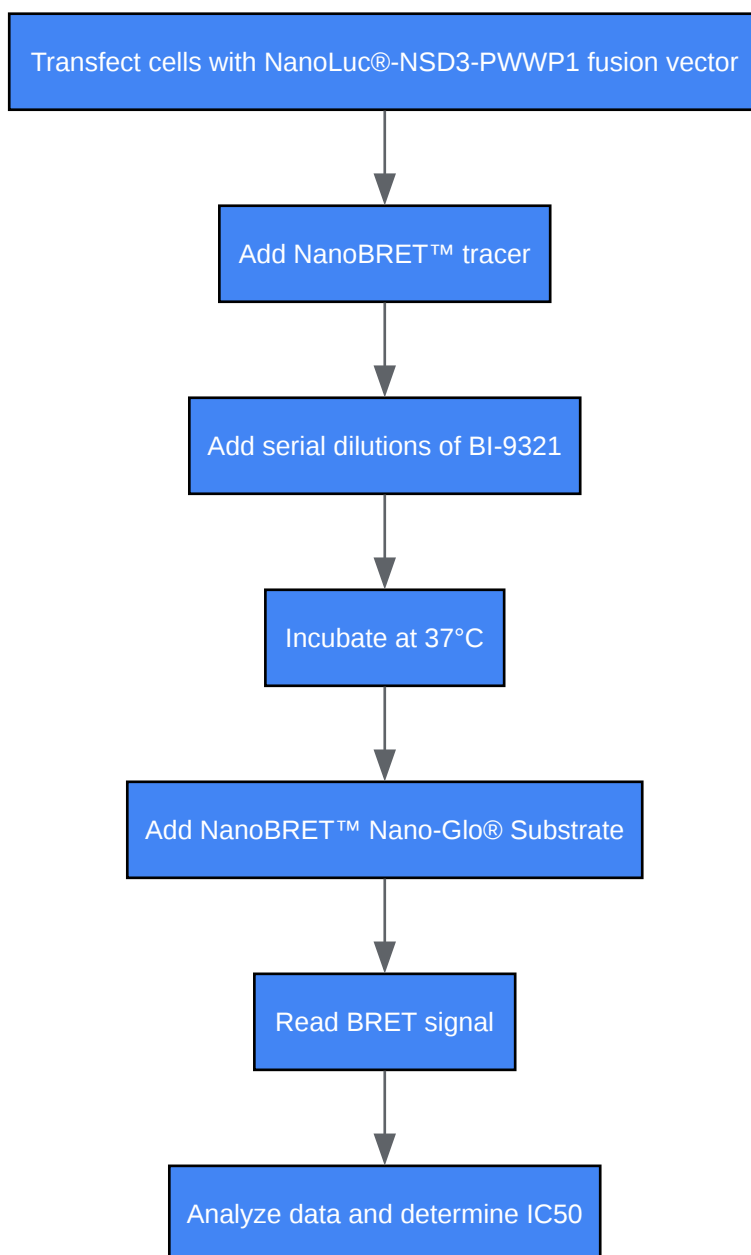 Transfect cells with NanoLuc®-NSD3-PWWP1 fusion vector
Add NanoBRET™ tracer
Add serial dilutions of BI-9321
Incubate at 37°C
Add NanoBRET™ Nano-Glo® Substrate
Read BRET signal
Analyze data and determine IC50